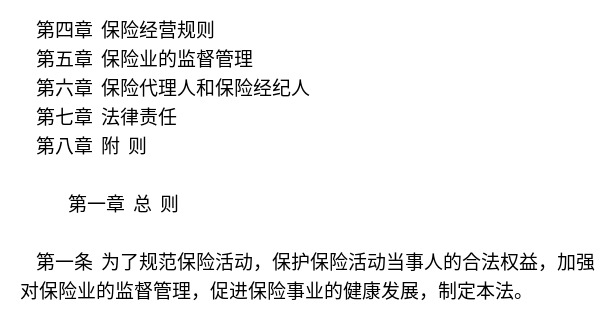 第四章 保险经营规则
第五章 保险业的监督管理
第六章 保险代理人和保险经纪人
第七章 法律责任
第八章 附 则
第一章 总 则
第一条 为了规范保险活动，保护保险活动当事人的合法权益，加强
对保险业的监督管理，促进保险事业的健康发展，制定本法。